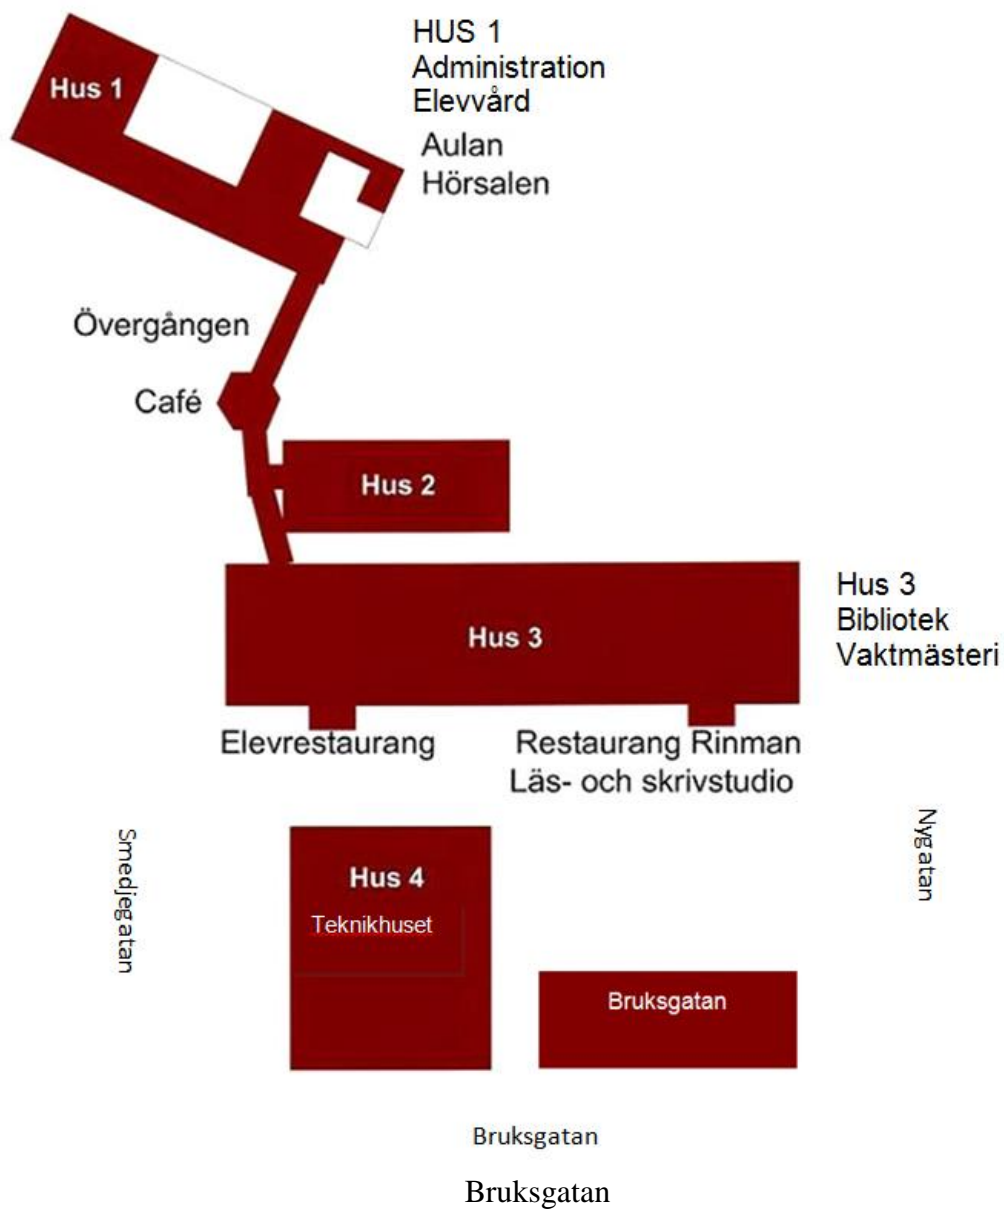 HUS 1
Administration
Elevvård
Hus 1
Aulan
Hörsalen
Övergången
Café
Hus 2
Hus 3
Hus 3
Bibliotek
Vaktmästeri
Elevrestaurang
Restaurang Rinman
Läs- och skrivstudio
Smedjegatan
Nygatan
Hus 4
Teknikhuset
Bruksgatan
Bruksgatan
Bruksgatan